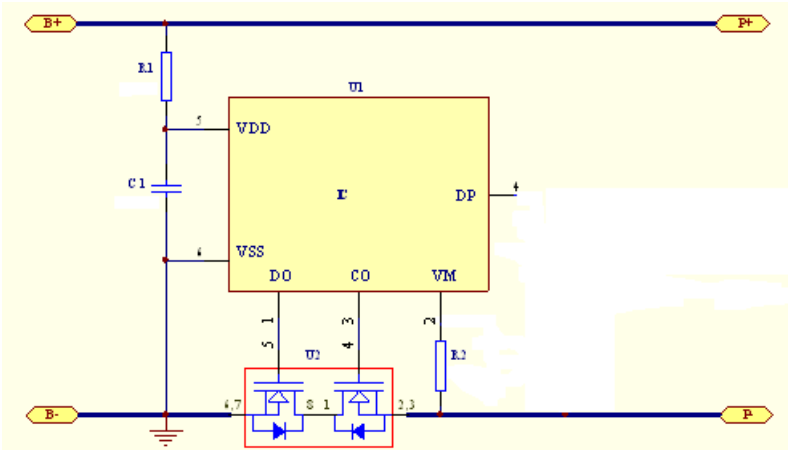 B+ P+
R1
U1
5 VDD
C1
IC
DP 4
6 VSS
DO CO VM
1 3 2
5 4
U2 R2
6,7 8 1 2,3
B- P-